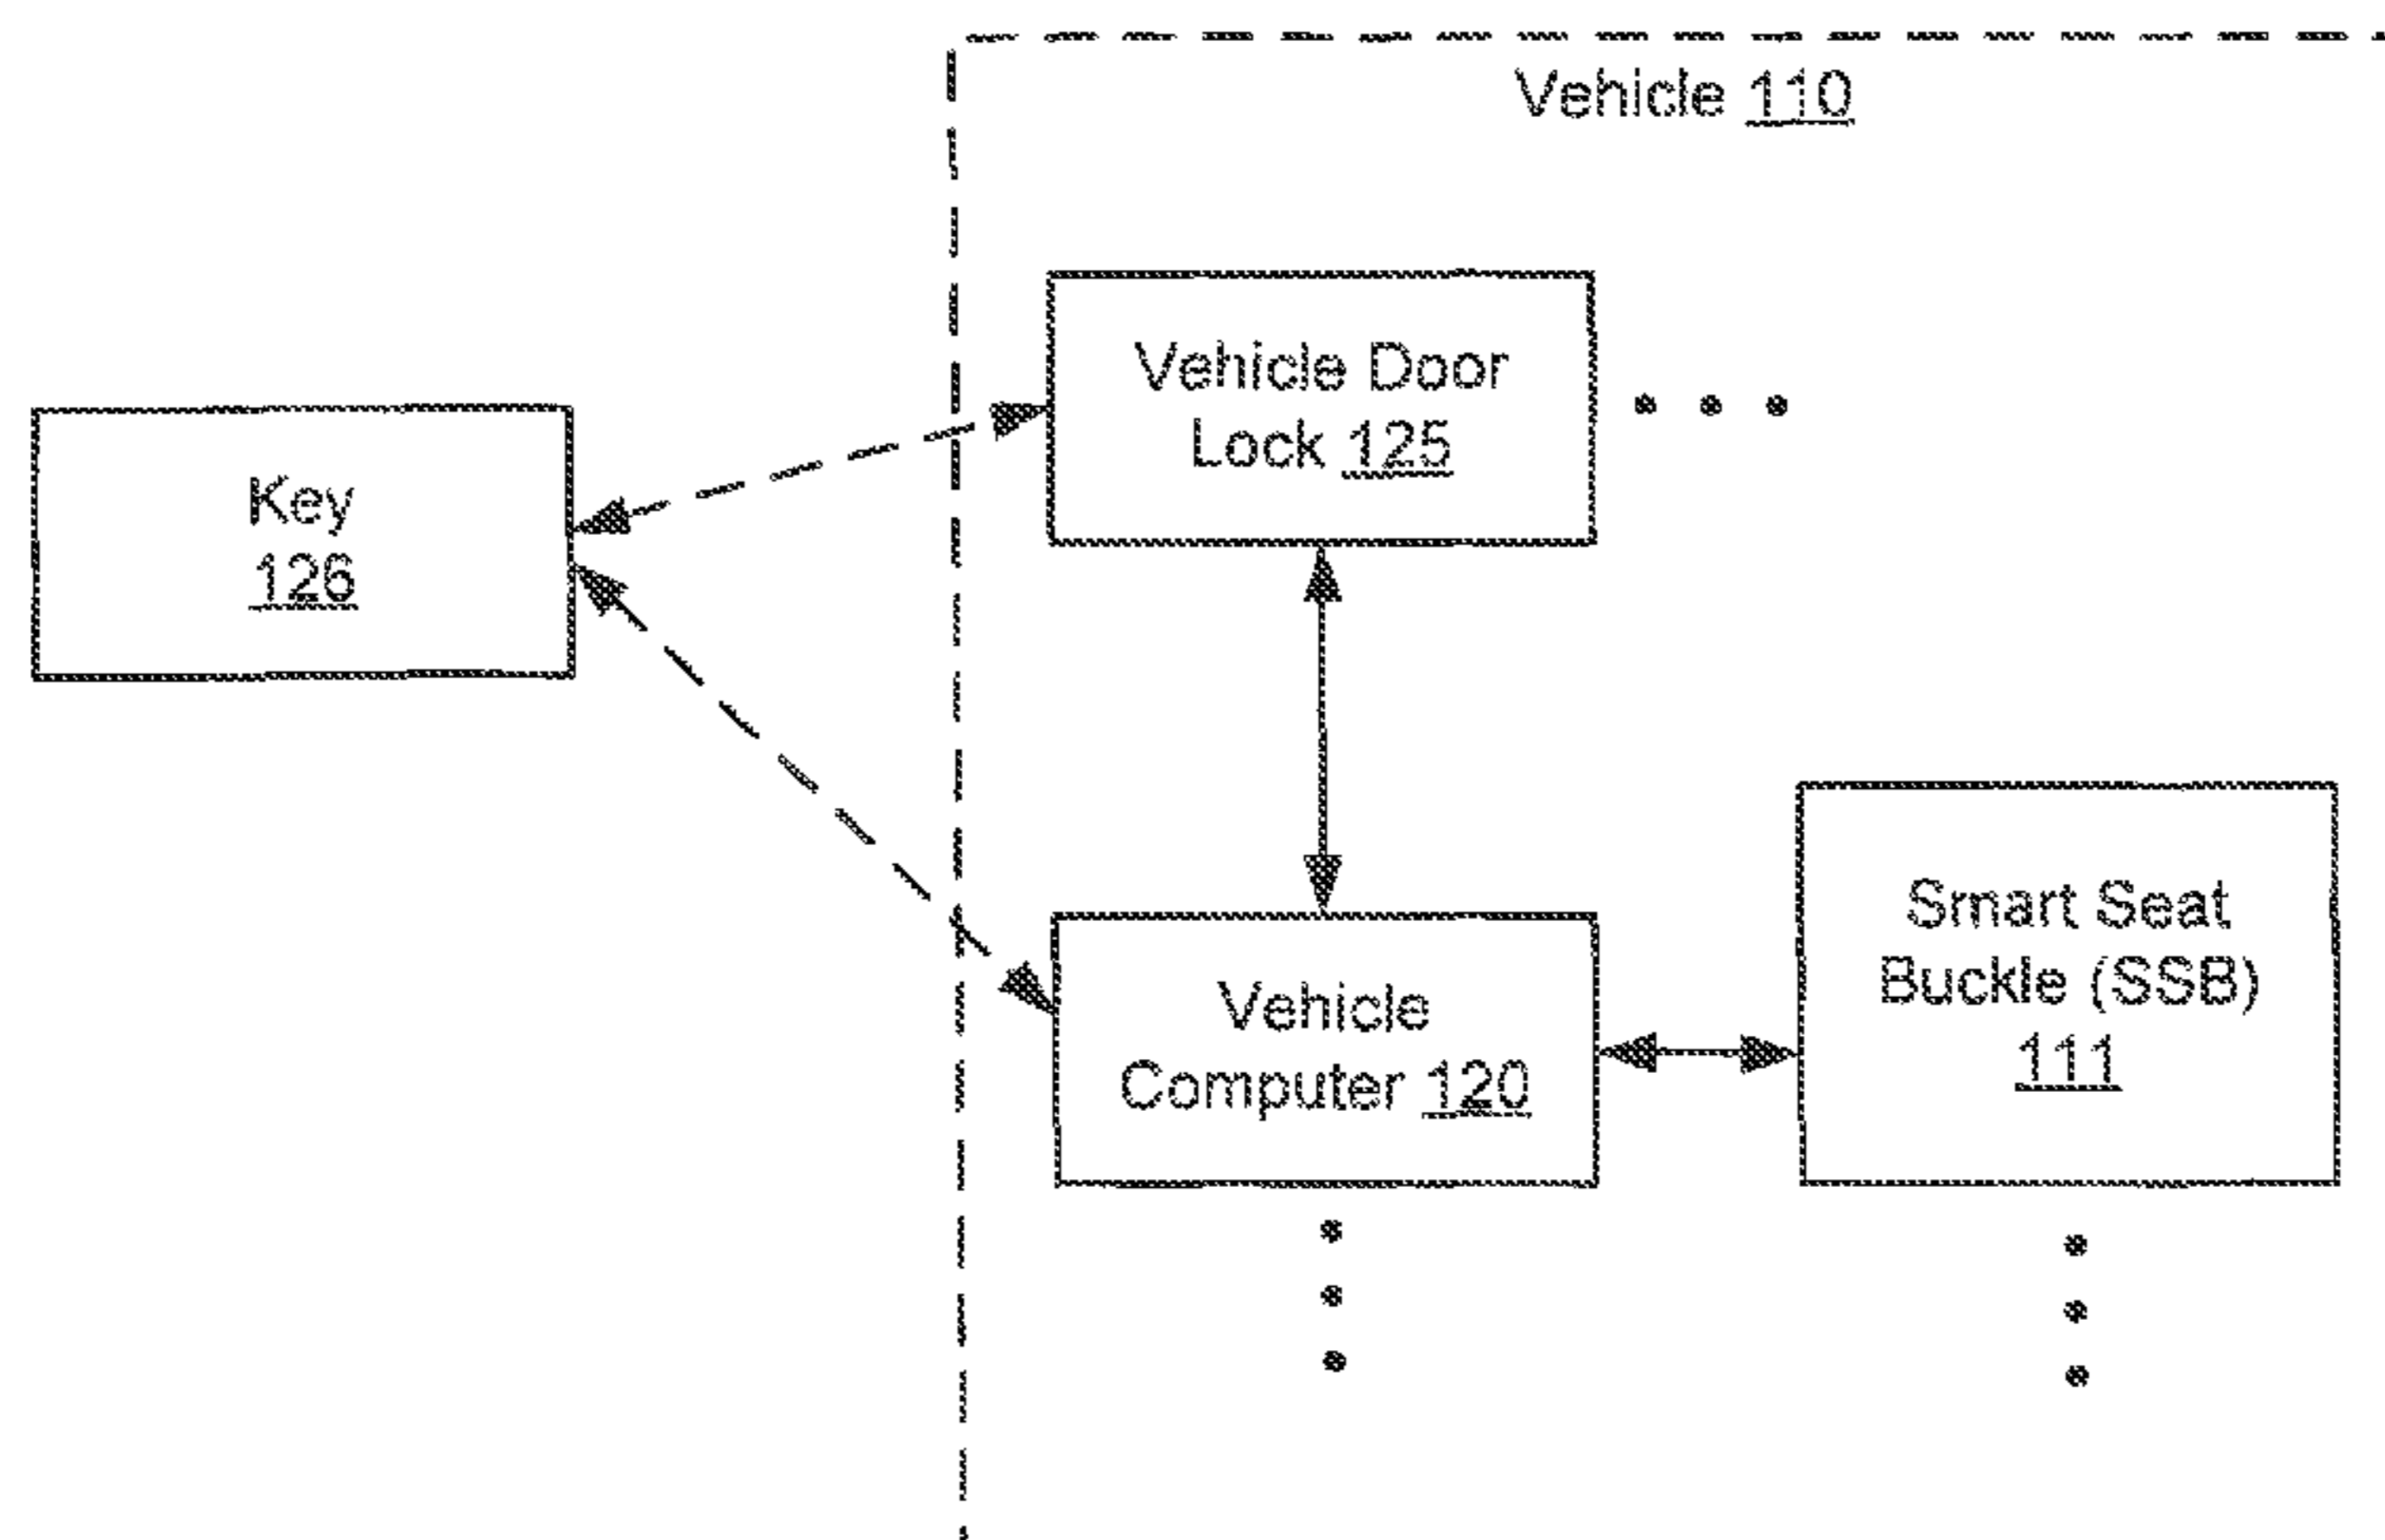 Vehicle 110
Vehicle Door
Lock 125
Key
126
Smart Seat
Buckle (SSB)
111
Vehicle
Computer 120